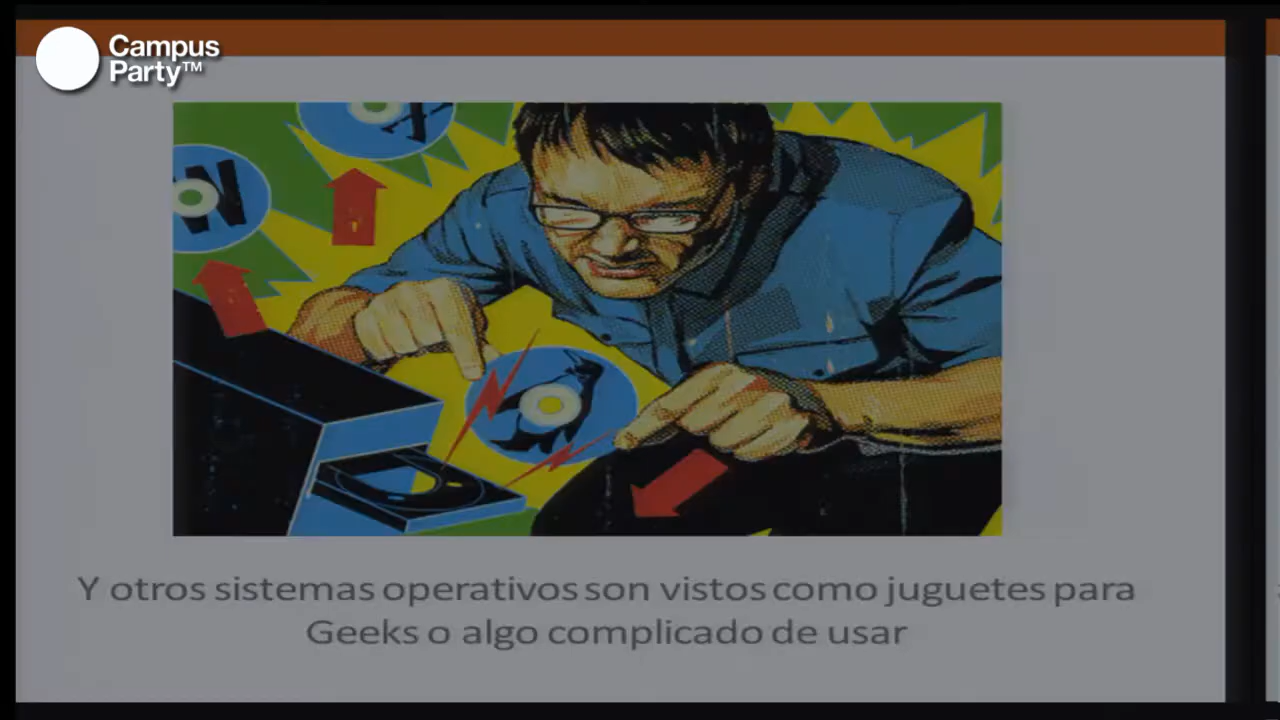 Campus
Party™
X
N
Y otros sistemas operativos son vistos como juguetes para
Geeks o algo complicado de usar